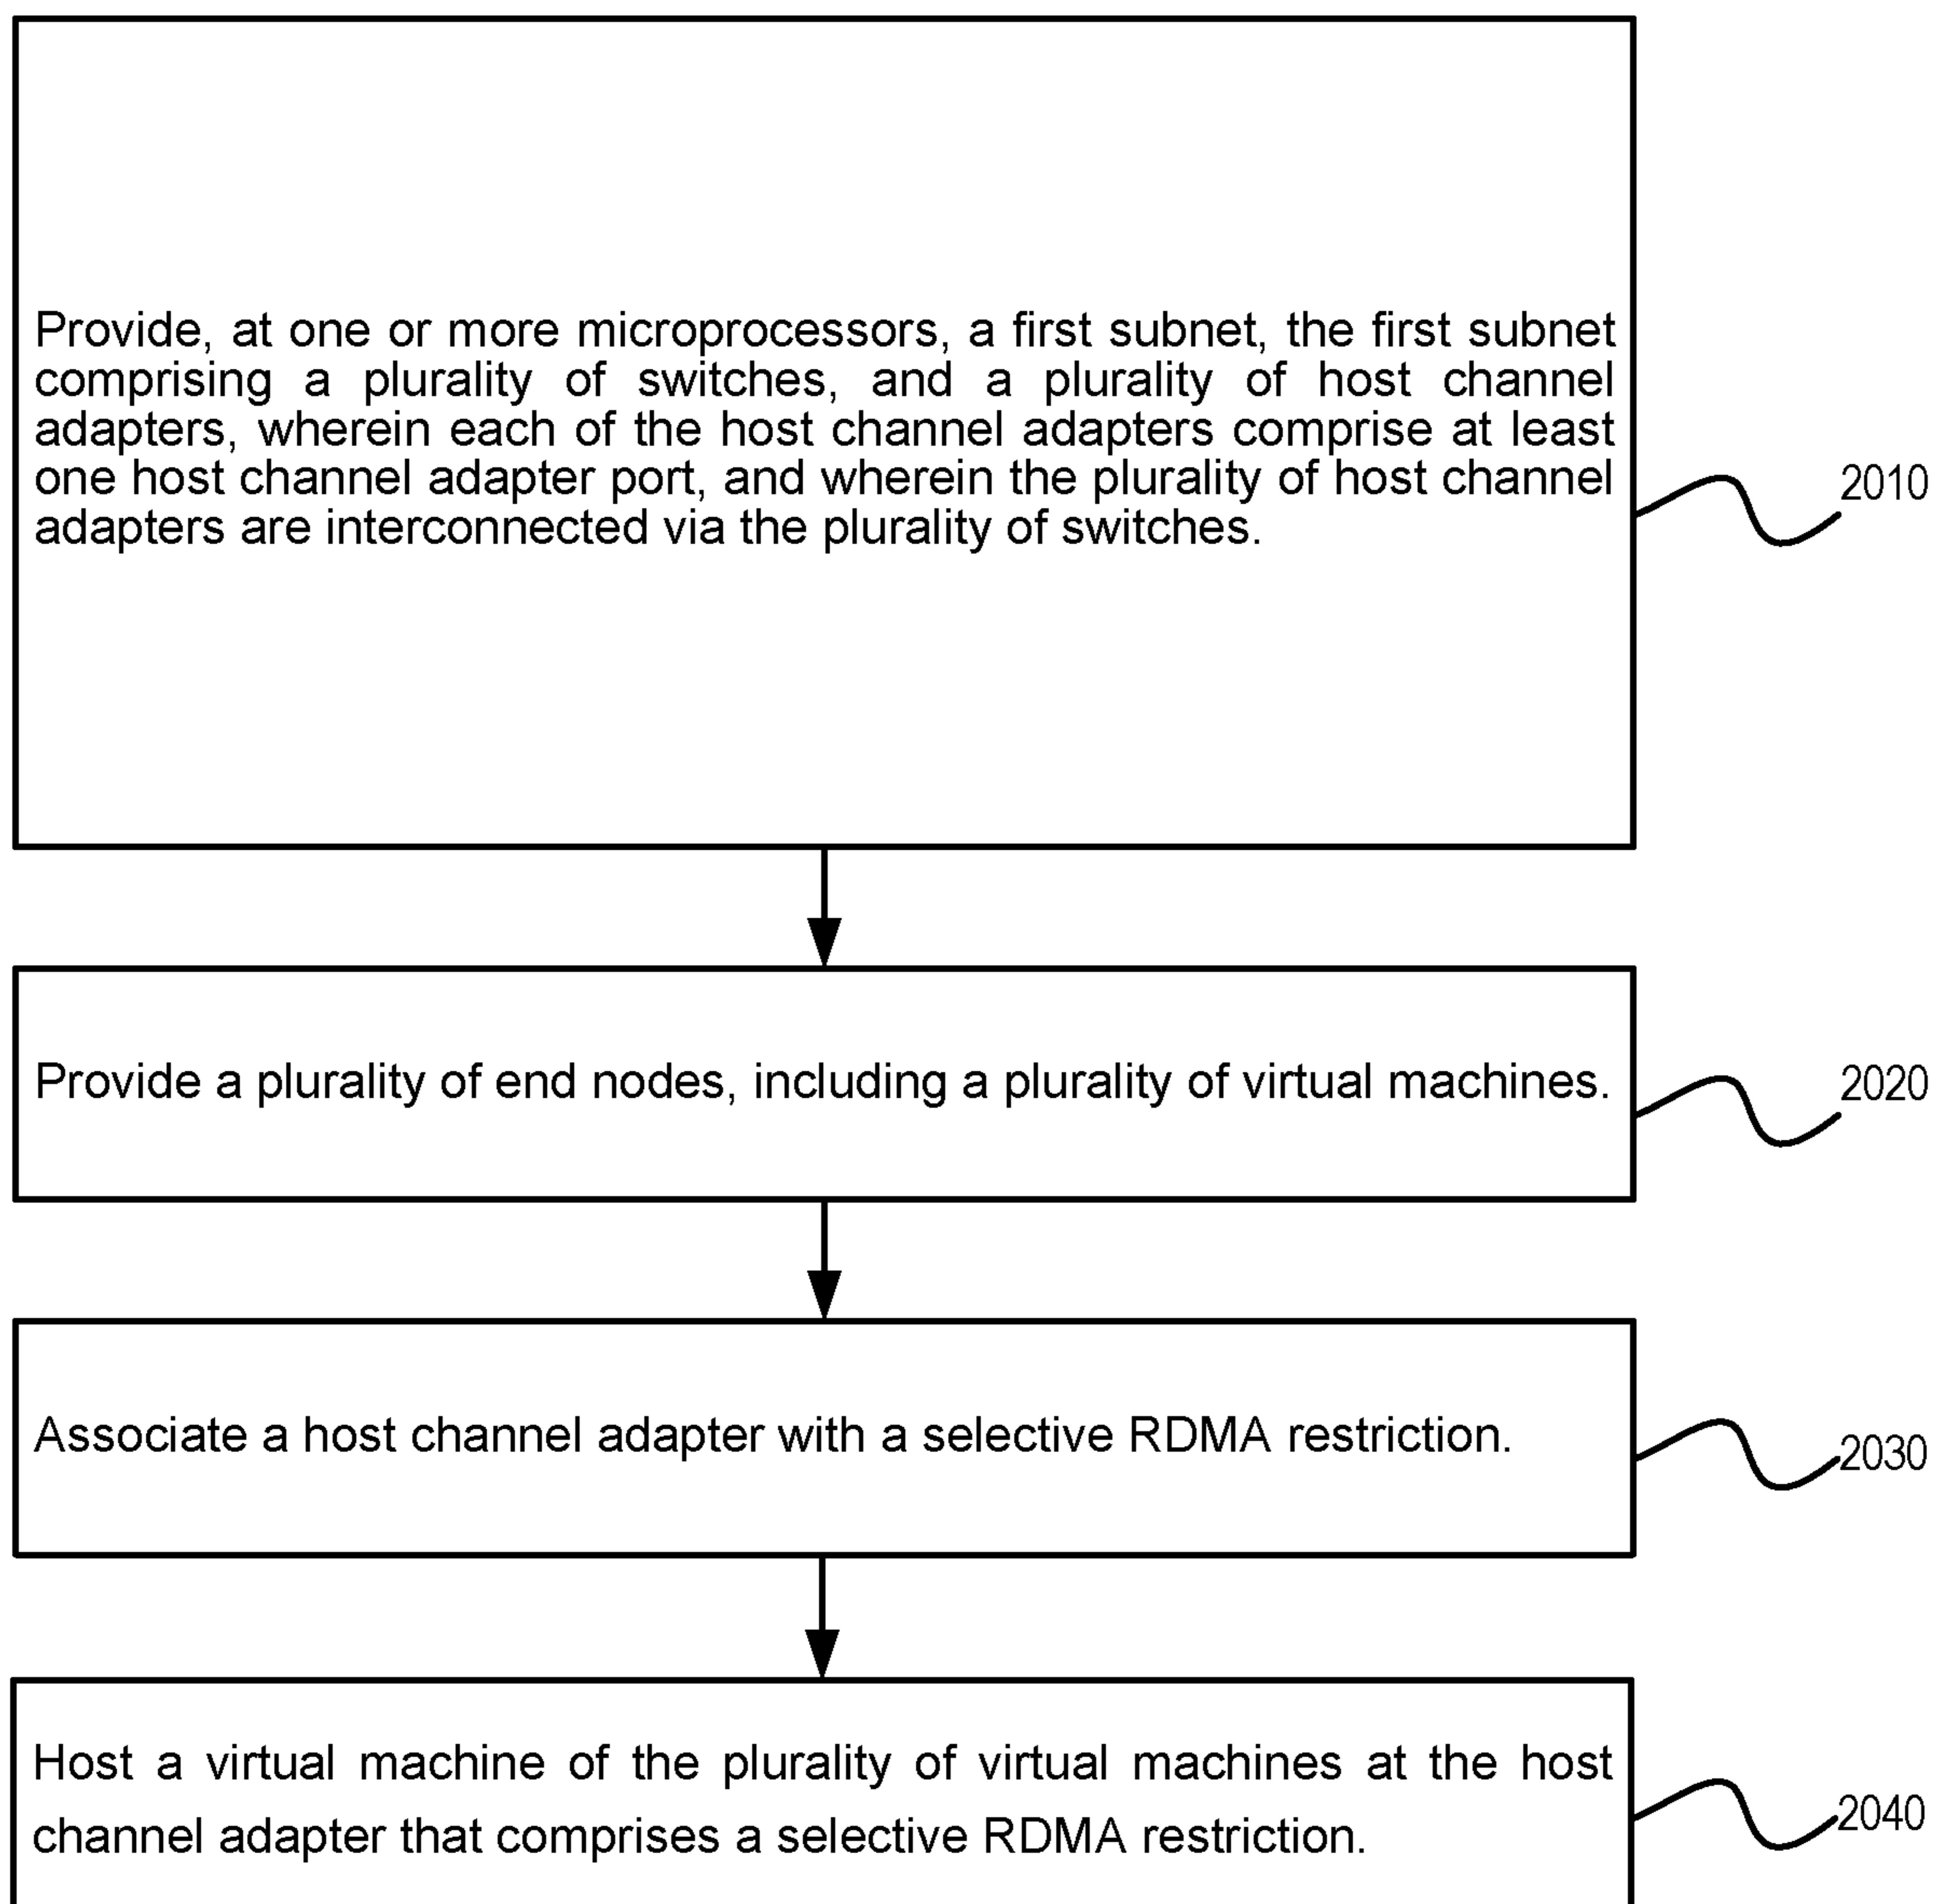 Provide, at one or more microprocessors, a first subnet, the first subnet
comprising a plurality of switches, and a plurality of host channel
adapters, wherein each of the host channel adapters comprise at least
one host channel adapter port, and wherein the plurality of host channel
adapters are interconnected via the plurality of switches.
2010
Provide a plurality of end nodes, including a plurality of virtual machines.
2020
Associate a host channel adapter with a selective RDMA restriction.
2030
Host a virtual machine of the plurality of virtual machines at the host
channel adapter that comprises a selective RDMA restriction.
2040